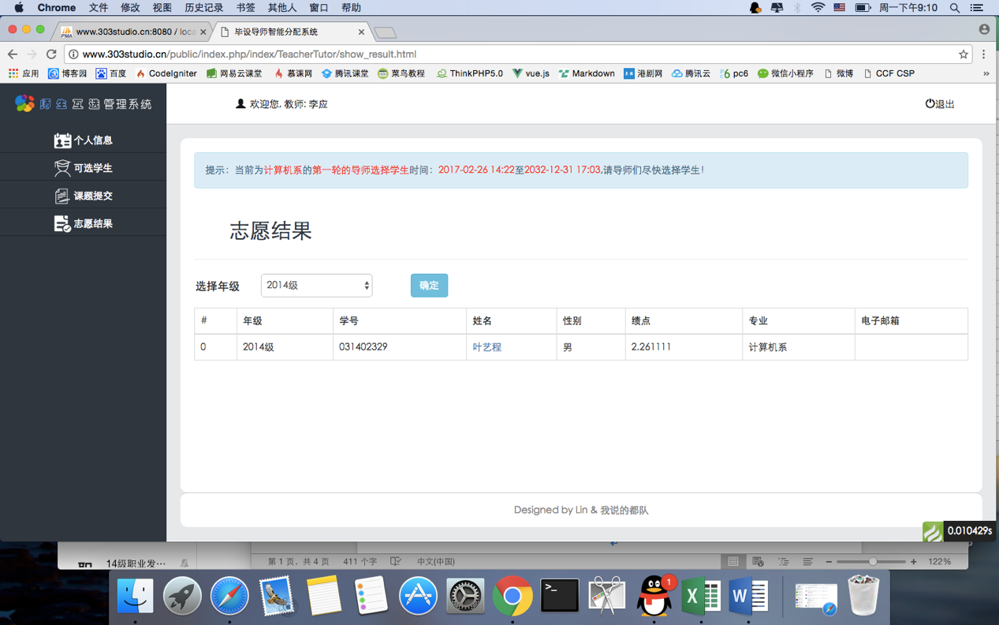 Chrome 文件 修改 视图 历史记录 书签 其他人 窗口 帮助 周一下午9:10
www.303studio.cn:8080 / loca 毕设导师智能分配系统
www.303studio.cn/public/index.php/index/TeacherTutor/show_result.html
应用 博客园 百度 CodeIgniter 网易云课堂 慕课网 腾讯课堂 菜鸟教程 ThinkPHP5.0 vue.js Markdown 港剧网 腾讯云 pc6 微信小程序 微博 CCF CSP »
管理系统 欢迎您, 教师: 李应 退出
个人信息
可选学生
课题提交
志愿结果
提示：当前为计算机系的第一轮的导师选择学生时间：2017-02-26 14:22至2032-12-31 17:03,请导师们尽快选择学生!
志愿结果
选择年级 2014级 确定
# 年级 学号 姓名 性别 绩点 专业 电子邮箱
0 2014级 031402329 叶艺程 男 2.261111 计算机系
Designed by Lin & 我说的都队
0.010429s
14级职业发… 第 1 页，共 4 页 411 个字 中文(中国) 122%
1